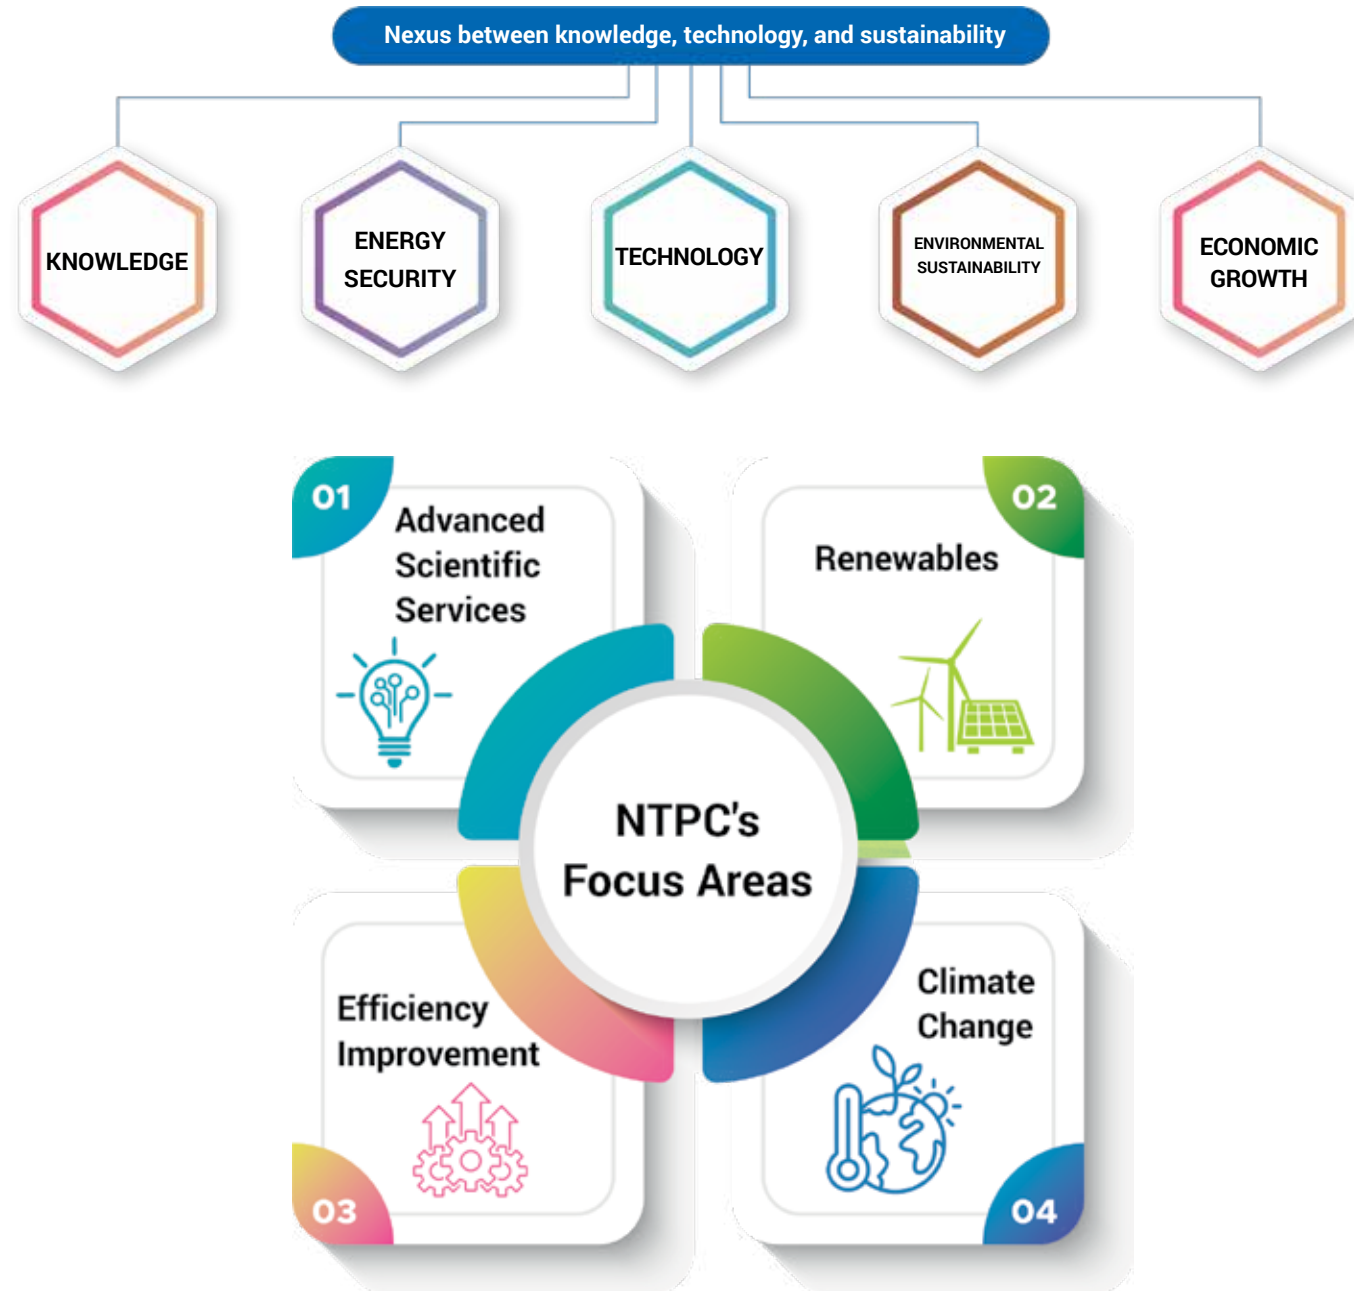 Nexus between knowledge, technology, and sustainability
KNOWLEDGE
ENERGY
SECURITY
TECHNOLOGY
ENVIRONMENTAL
SUSTAINABILITY
ECONOMIC
GROWTH
01
Advanced
Scientific
Services
02
Renewables
NTPC's
Focus Areas
Efficiency
Improvement
03
Climate
Change
04